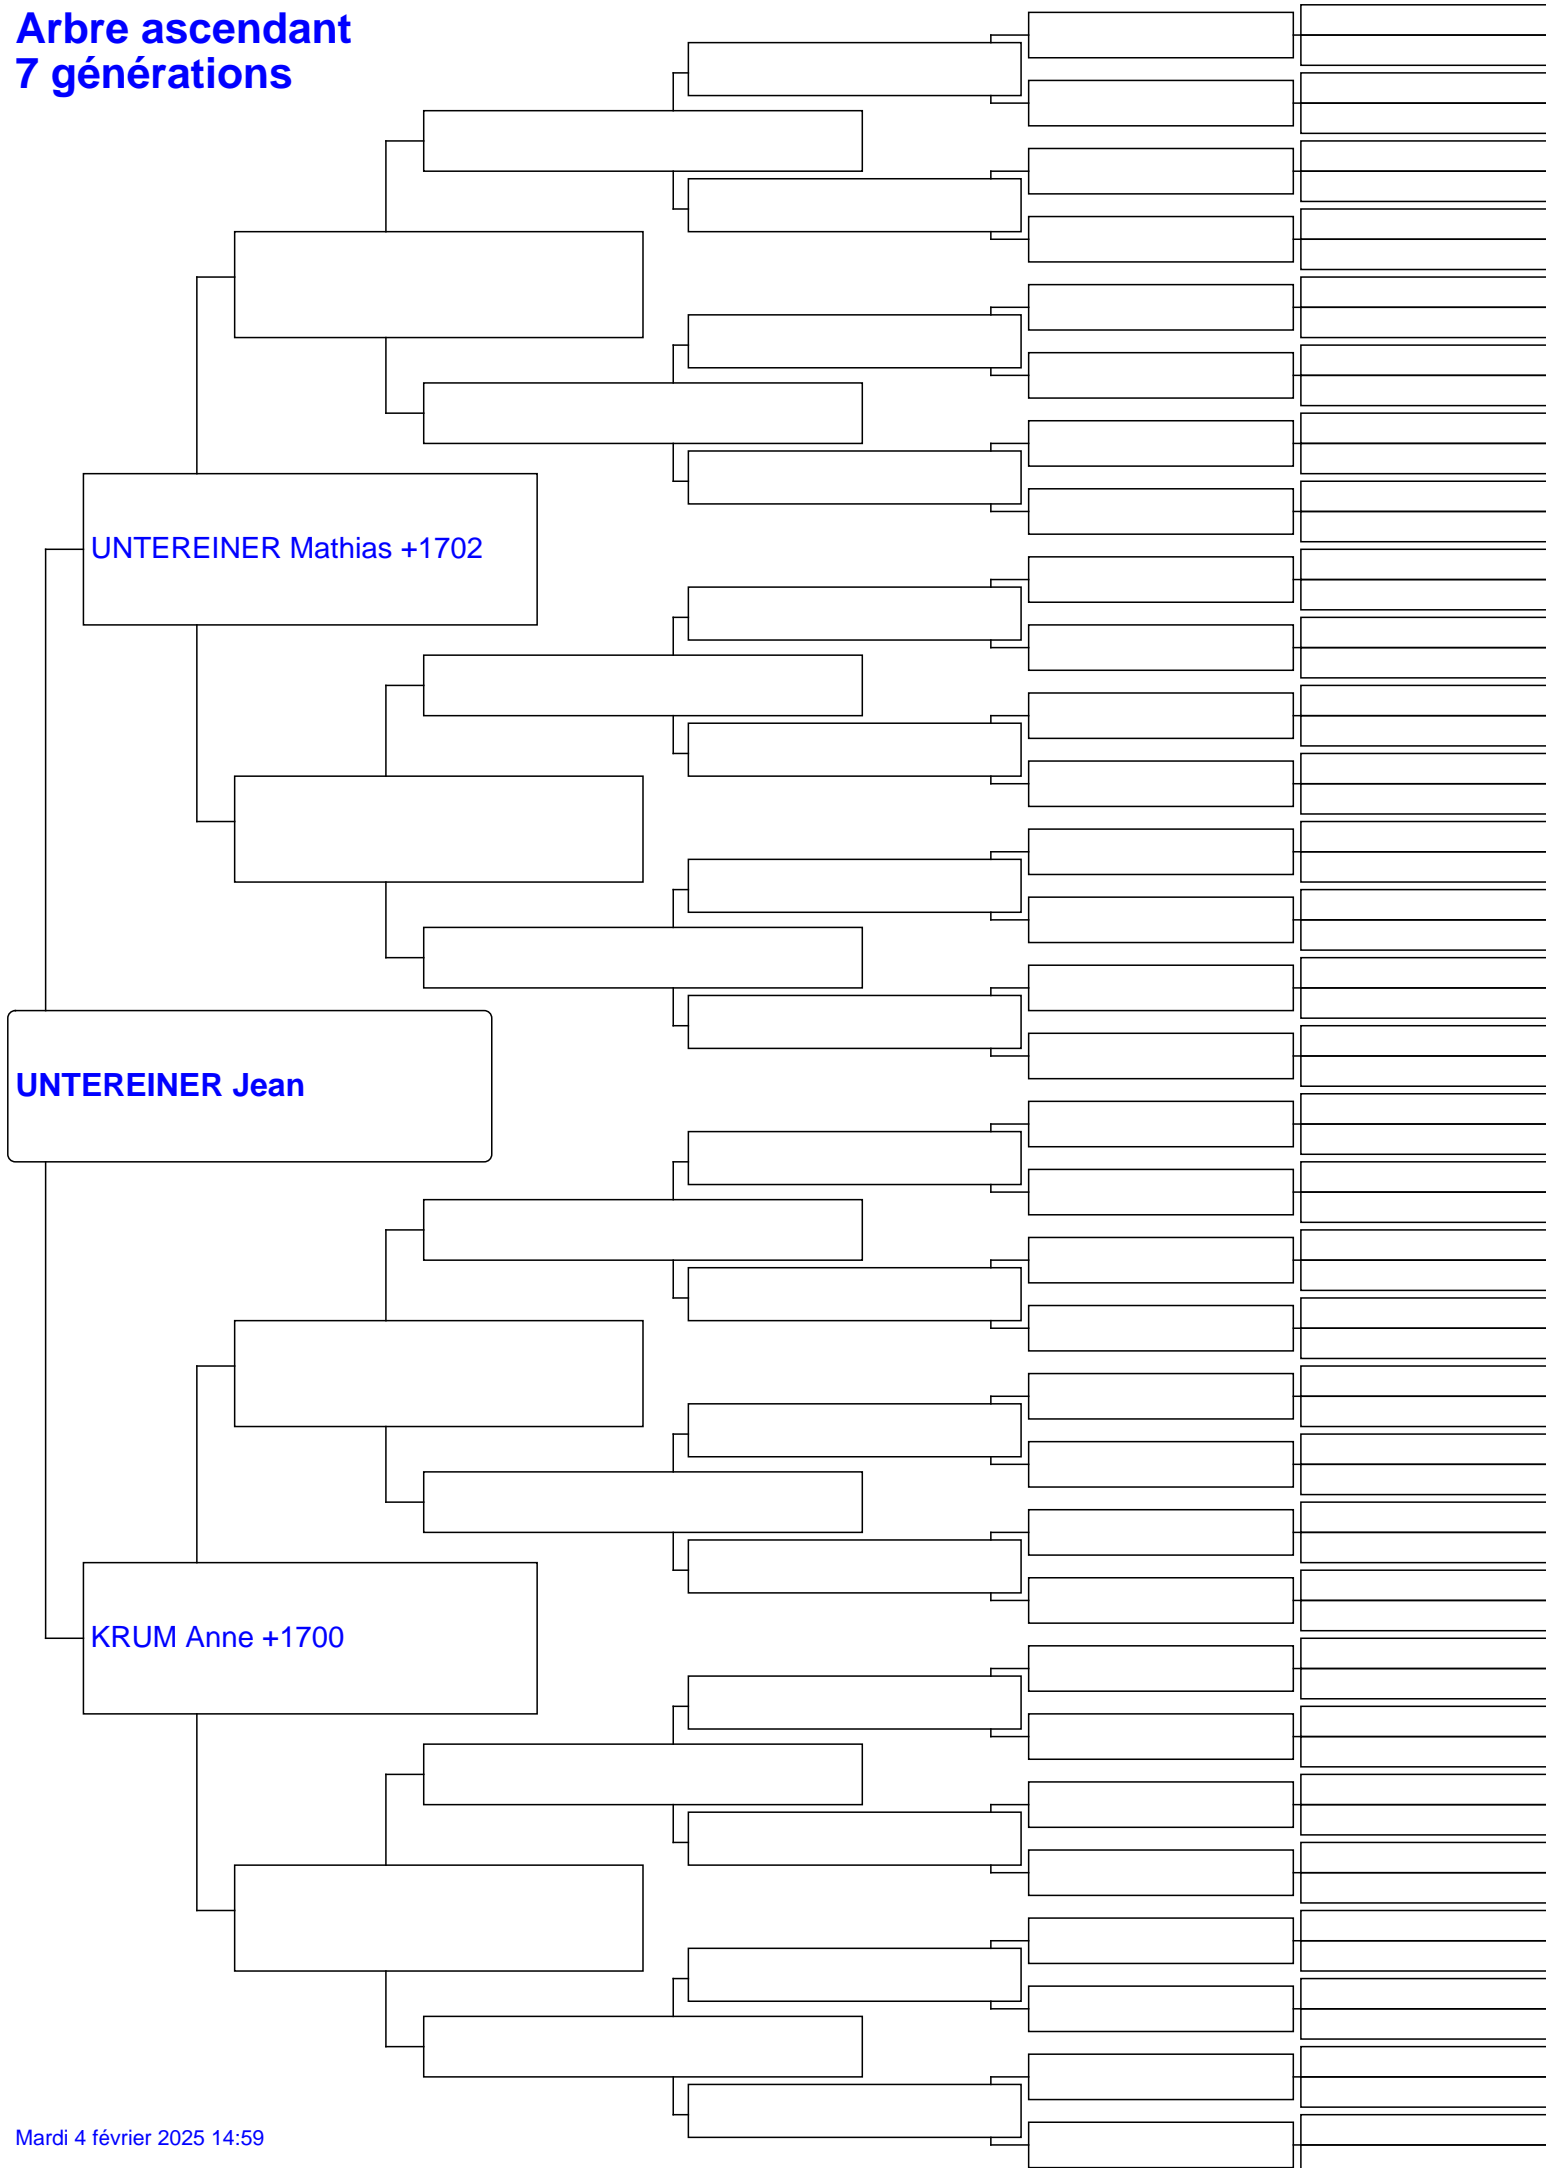 Arbre ascendant
7 générations
UNTEREINER Mathias +1702
UNTEREINER Jean
KRUM Anne +1700
Mardi 4 février 2025 14:59